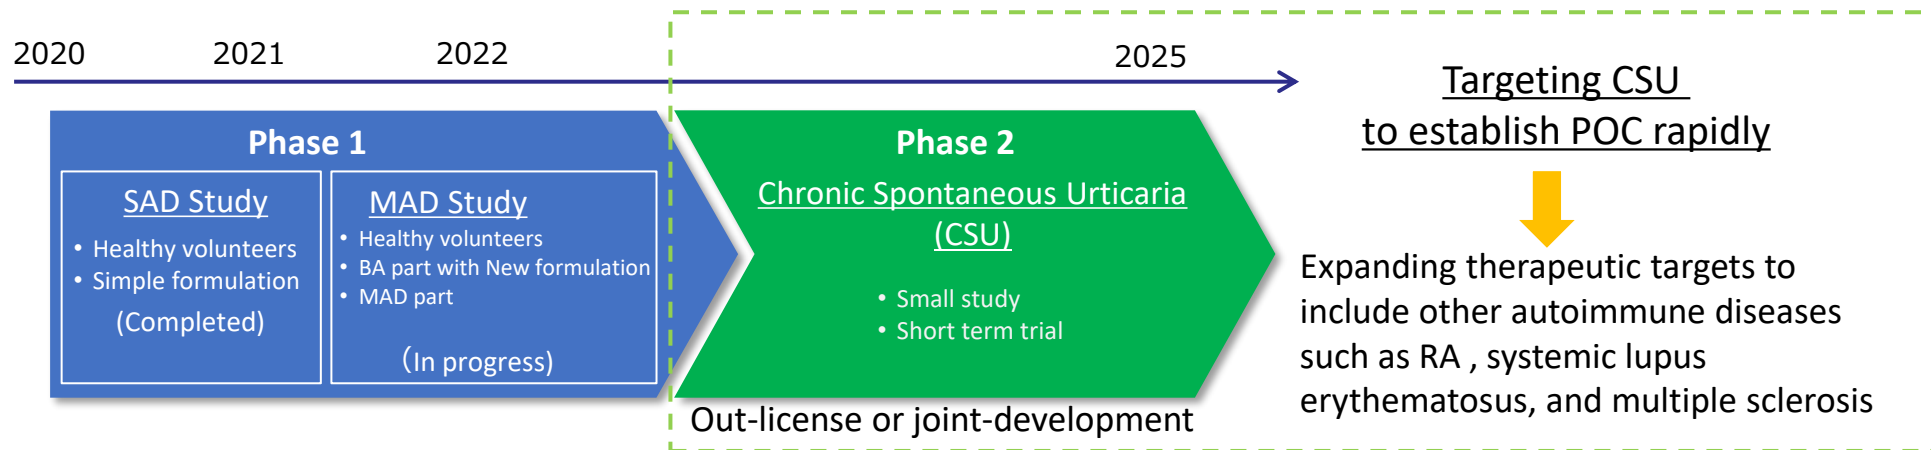 2020 2021 2022 2025
Phase 1
SAD Study
• Healthy volunteers
• Simple formulation
(Completed)
MAD Study
• Healthy volunteers
• BA part with New formulation
• MAD part
（In progress)
Phase 2
Chronic Spontaneous Urticaria
(CSU)
• Small study
• Short term trial
Out-license or joint-development
Targeting CSU
to establish POC rapidly
Expanding therapeutic targets to
include other autoimmune diseases
such as RA , systemic lupus
erythematosus, and multiple sclerosis